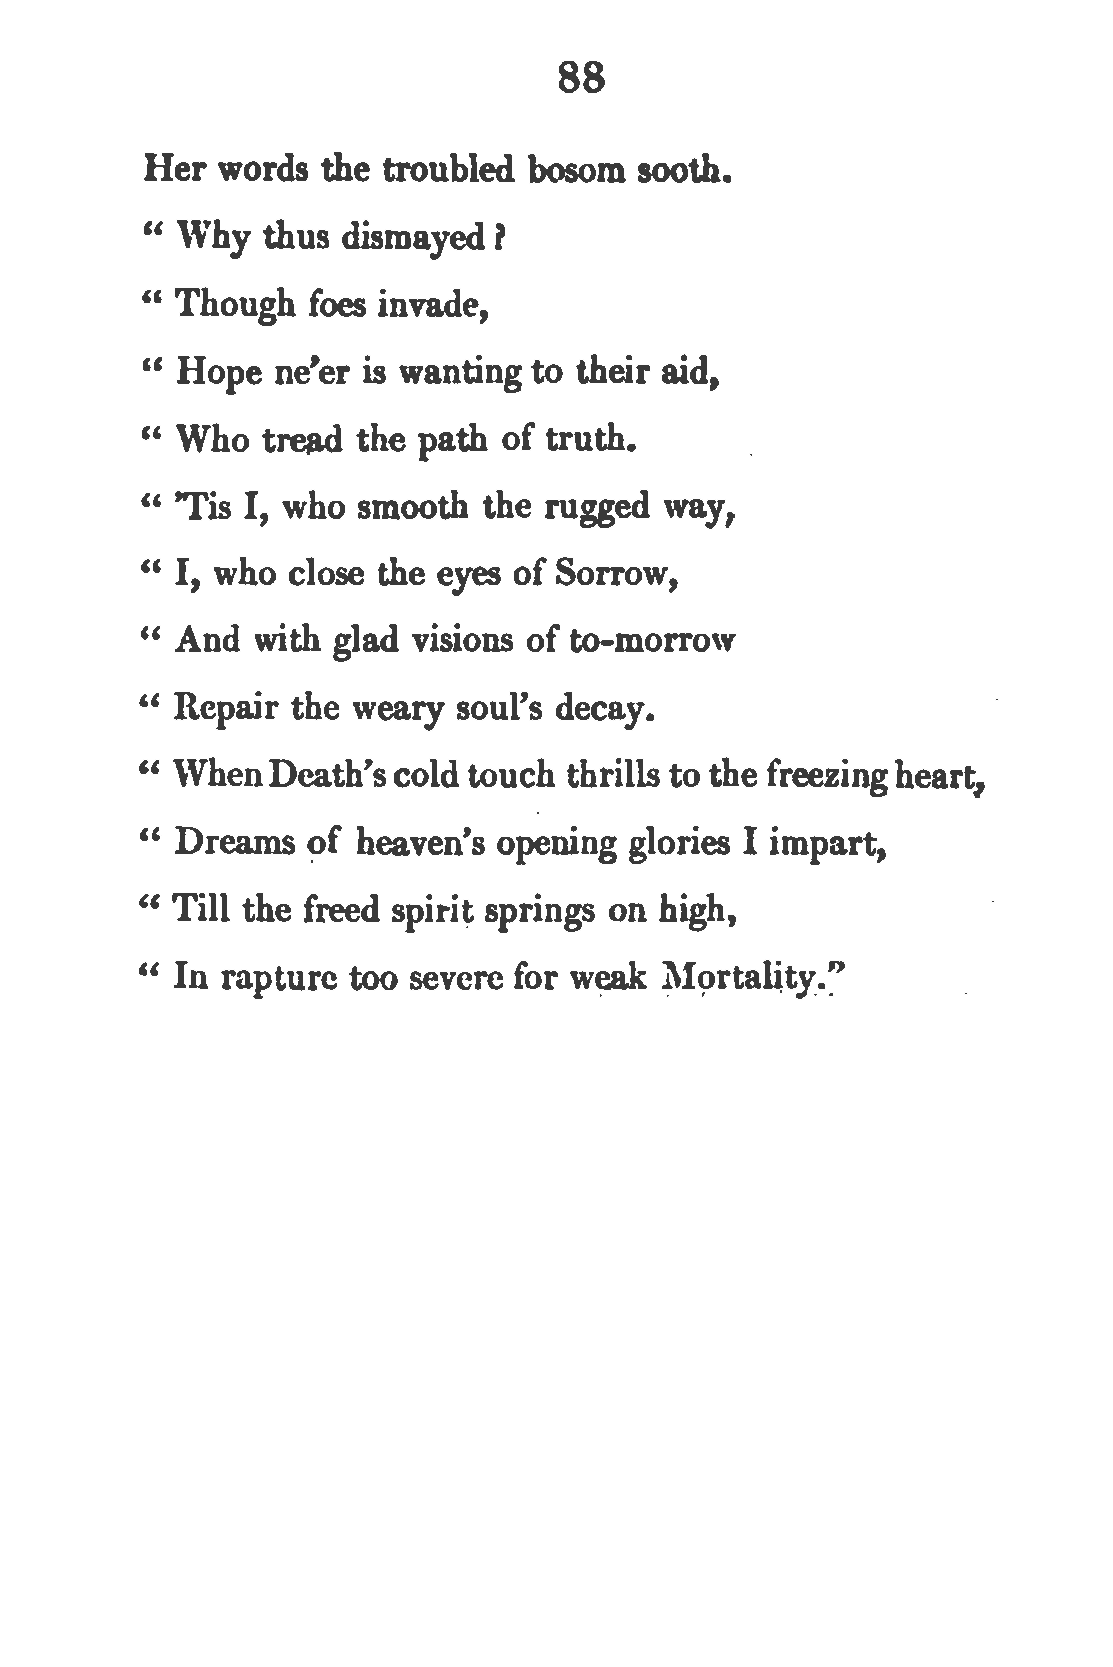 88
Her words the troubled bosom sooth.
“ Why thus dismayed ?
“ Though foes invade,
“ Hope ne’er is wanting to their aid,
“ Who tread the path of truth.
“ ’Tis I, who smooth the rugged way,
“ I, who close the eyes of Sorrow,
“ And with glad visions of to-morrow
“ Repair the weary soul’s decay.
“ When Death’s cold touch thrills to the freezing heart,
“ Dreams of heaven’s opening glories I impart,
“ Till the freed spirit springs on high,
“ In rapture too severe for weak Mortality.”